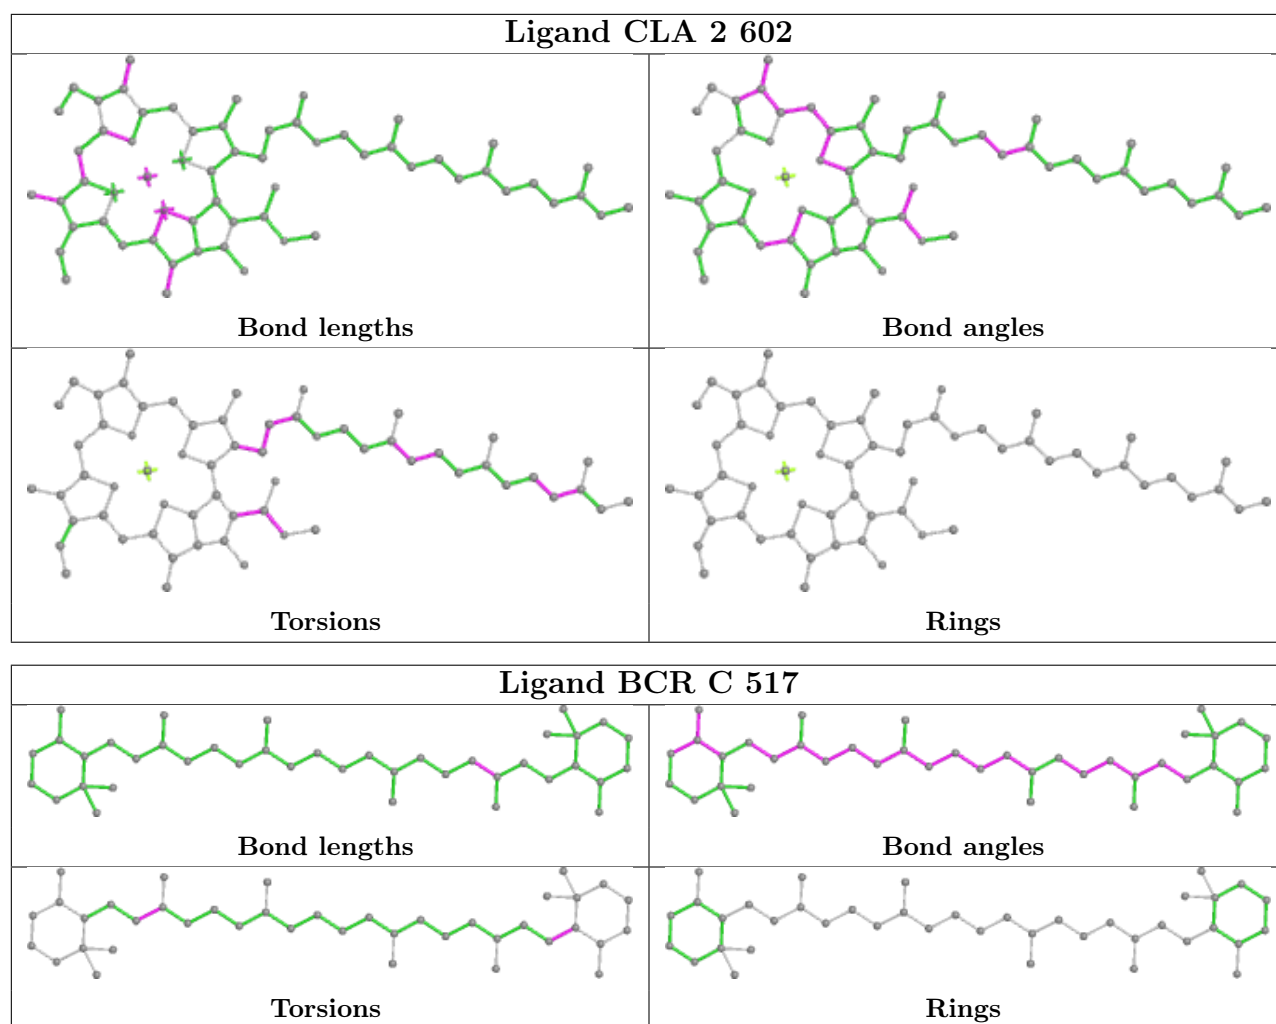 Ligand CLA 2 602
Bond lengths
Bond angles
Torsions
Rings
Ligand BCR C 517
Bond lengths
Bond angles
Torsions
Rings